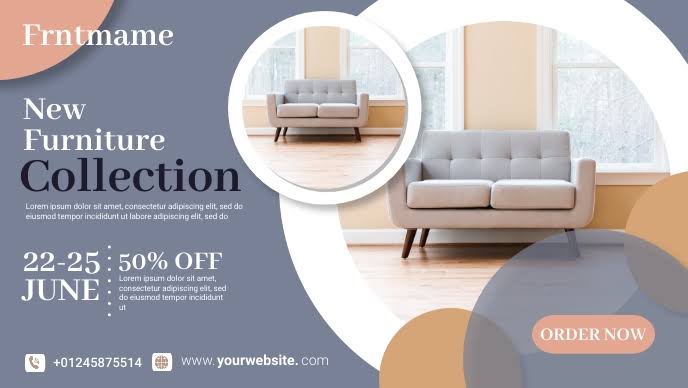 Frntmame
New
Furniture
Collection
Lorem ipsum dolor sit amet, consectetur adipiscing elit, sed do
eiusmod tempor incididunt ut labore adipiscing elit, sed do
22-25
JUNE
50% OFF
Lorem ipsum dolor sit amet,
consectetur adipiscing elit, sed
do eiusmod tempor incididunt
ut
ORDER NOW
+01245875514
www.yourwebsite.com